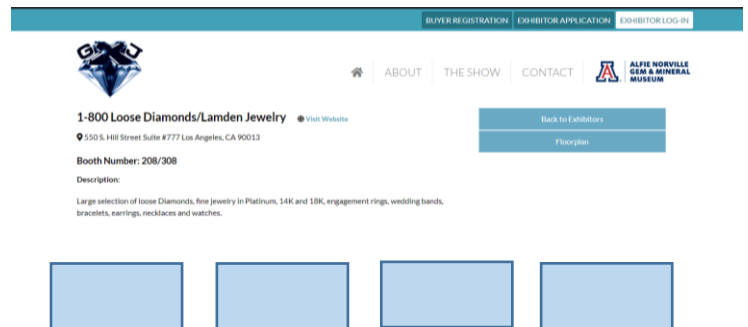 BUYER REGISTRATION EXHIBITOR APPLICATION EXHIBITOR LOG-IN
G&J
ABOUT THE SHOW CONTACT
A
ALFIE NORVILLE
GEM & MINERAL
MUSEUM
1-800 Loose Diamonds/Lamden Jewelry Visit Website
550 S. Hill Street Suite #777 Los Angeles, CA 90013
Booth Number: 208/308
Description:
Large selection of loose Diamonds, fine jewelry in Platinum, 14K and 18K, engagement rings, wedding bands,
bracelets, earrings, necklaces and watches.
Back to Exhibitors
Floorplan